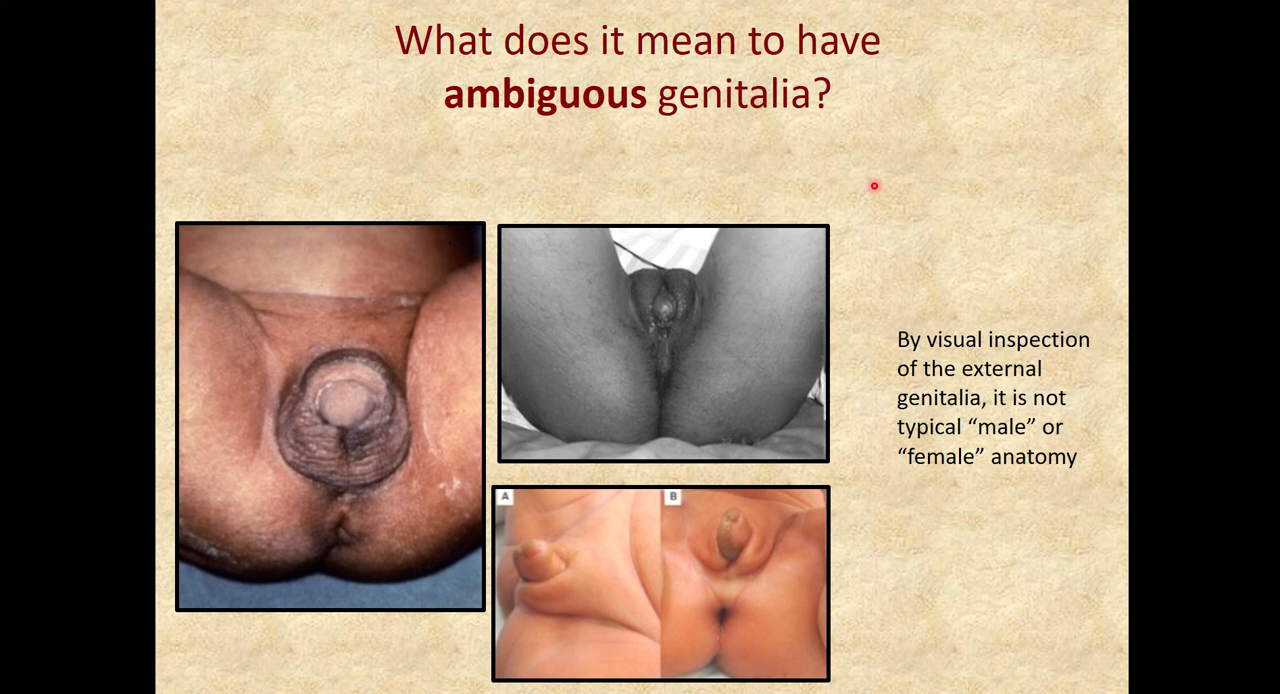 What does it mean to have
ambiguous genitalia?
By visual inspection
of the external
genitalia, it is not
typical “male” or
“female” anatomy
A
B